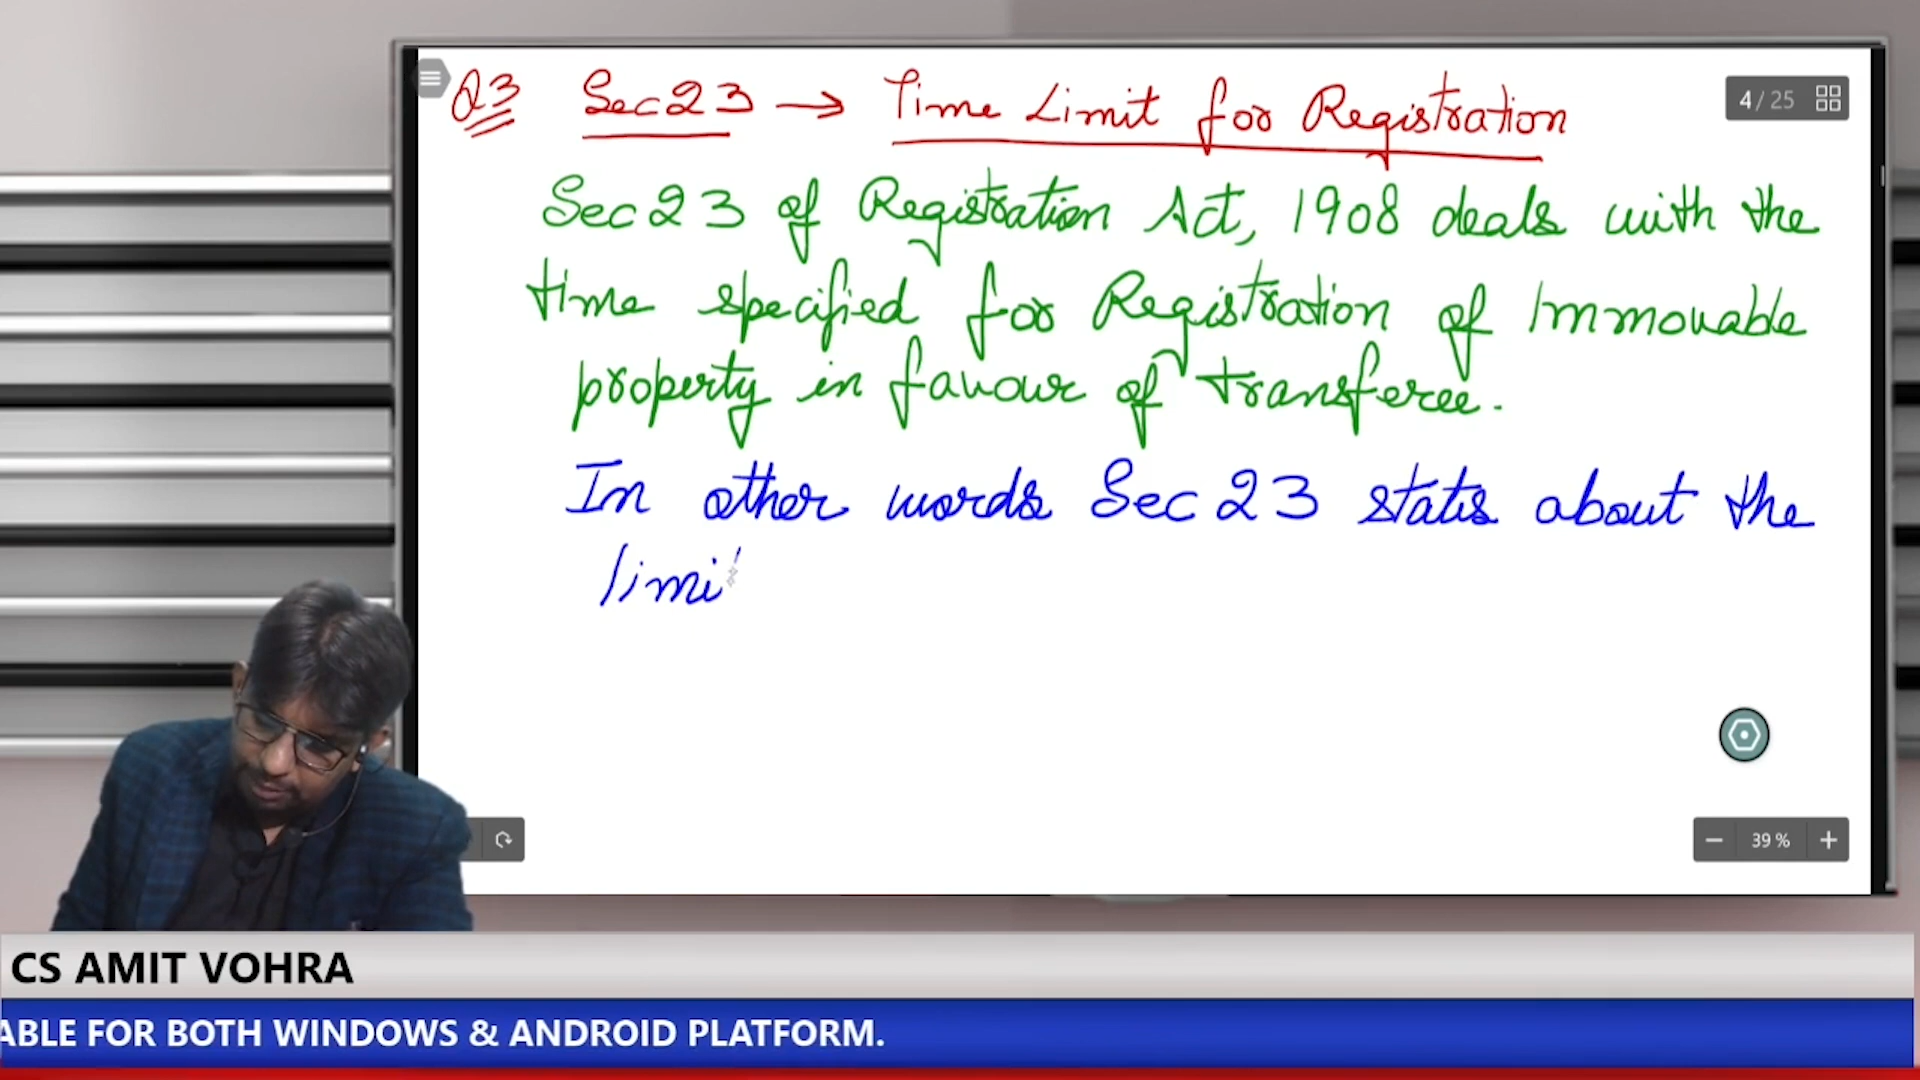 Q3 Sec 23 → Time Limit for Registration
4 / 25
Sec 23 of Registration Act, 1908 deals with the
time specified for Registration of Immovable
property in favour of transferee.
In other words Sec 23 states about the
limit
39 %
CS AMIT VOHRA
ABLE FOR BOTH WINDOWS & ANDROID PLATFORM.